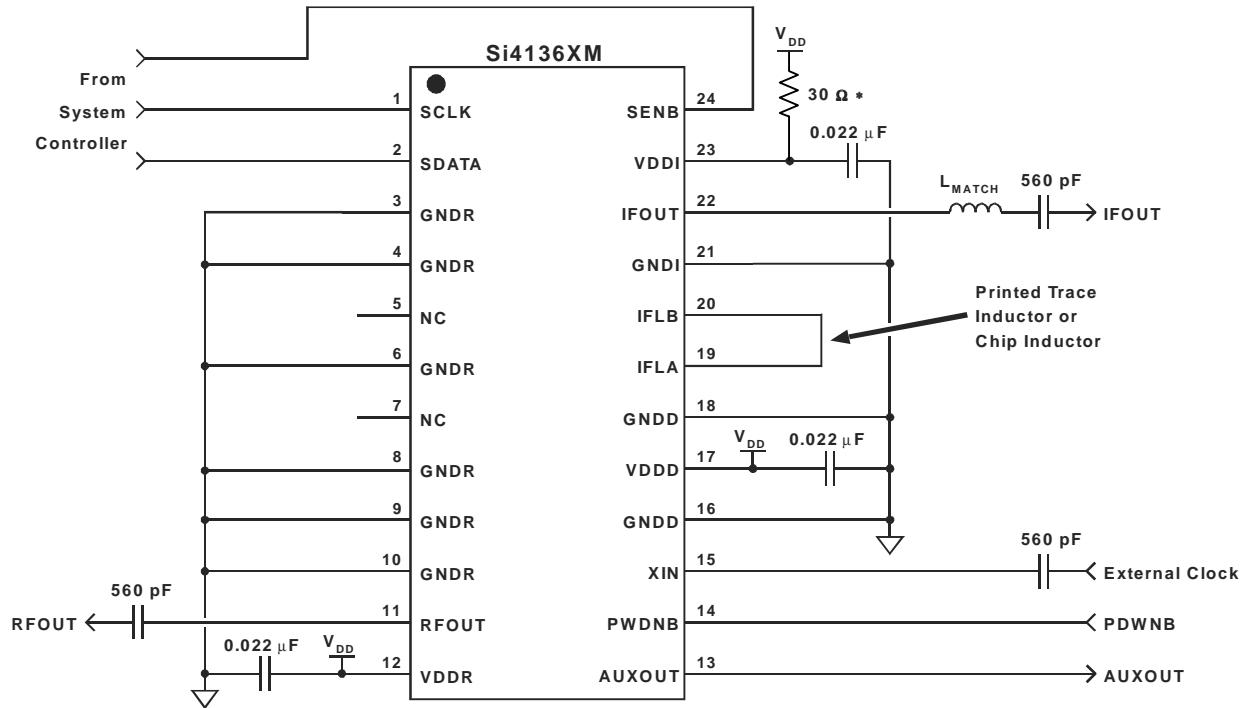 Si4136XM
From
System
Controller
1
SCLK
2
SDATA
3
GNDR
4
GNDR
5
NC
6
GNDR
7
NC
8
GNDR
9
GNDR
10
GNDR
560 pF
RFOUT
11
RFOUT
0.022 μF
VDD
12
VDDR
VDD
30 Ω *
24
SENB
0.022 μF
23
VDDI
LMATCH
560 pF
22
IFOUT
IFOUT
21
GNDI
20
IFLB
Printed Trace
Inductor or
Chip Inductor
19
IFLA
18
GNDD
VDD
0.022 μF
17
VDDD
16
GNDD
560 pF
15
XIN
External Clock
14
PWDNB
PDWNB
13
AUXOUT
AUXOUT